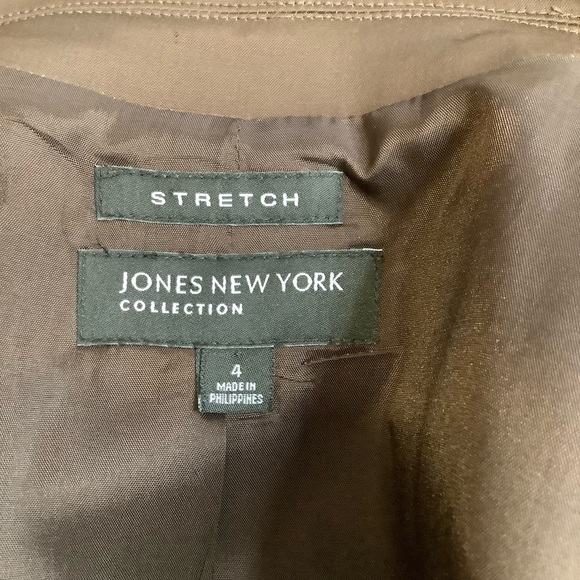 STRETCH
JONES NEW YORK
COLLECTION
4
MADE IN
PHILIPPINES